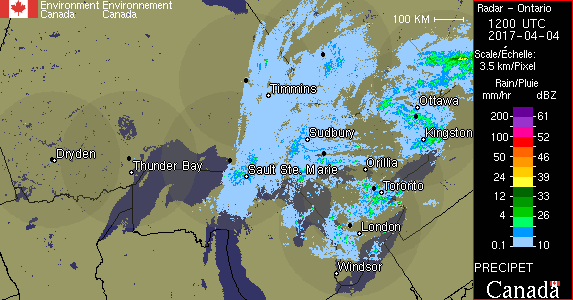 Environment Environnement
Canada Canada
100 KM
Radar - Ontario
1200 UTC
2017-04-04
Scale/Échelle:
3.5 km/Pixel
Rain/Pluie
mm/hr dBZ
200 61
100 52
50 46
24 39
12 33
4 26
0.1 10
Timmins
Ottawa
Sudbury
Kingston
Dryden
Thunder Bay
Sault Ste. Marie
Orillia
Toronto
London
Windsor
PRECIPET
Canada